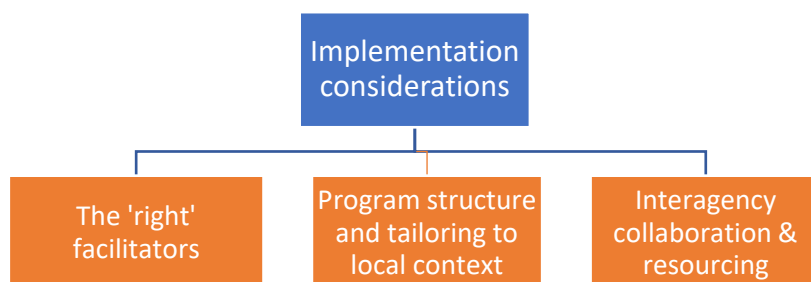 Implementation
considerations
The 'right'
facilitators
Program structure
and tailoring to
local context
Interagency
collaboration &
resourcing